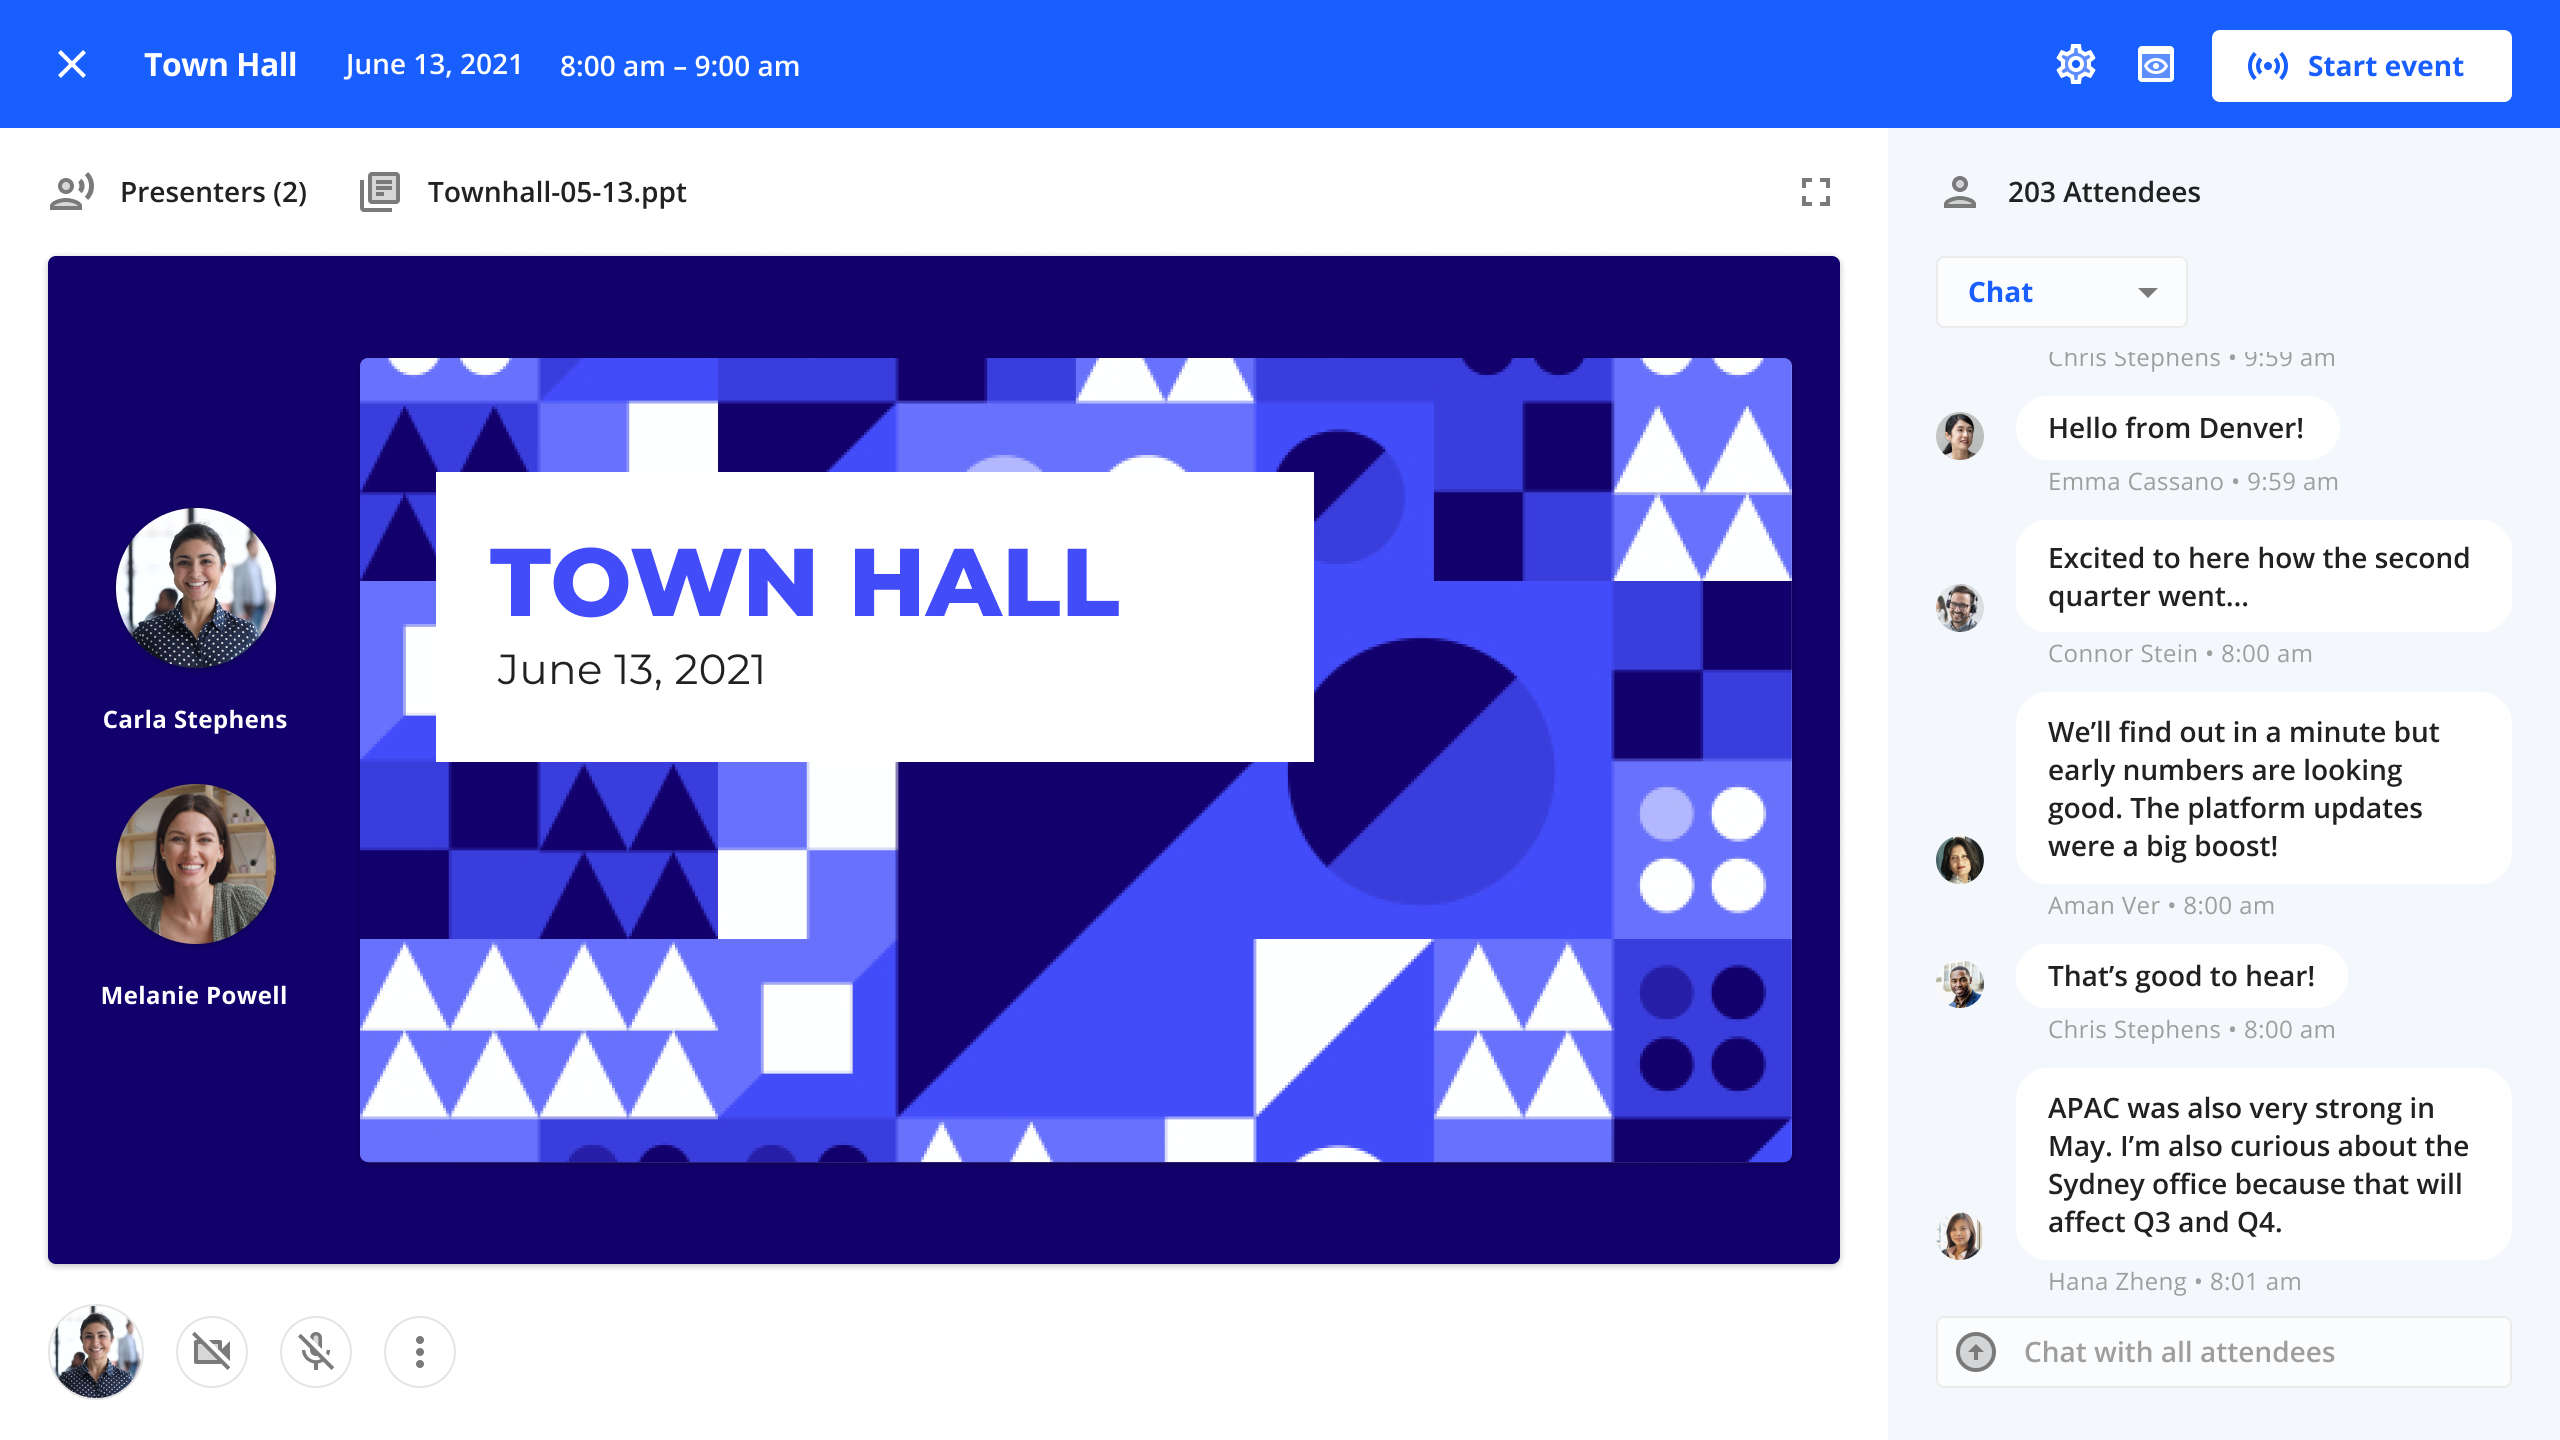 Town Hall June 13, 2021 8:00 am – 9:00 am
Start event
Presenters (2) Townhall-05-13.ppt
Carla Stephens
Melanie Powell
TOWN HALL
June 13, 2021
203 Attendees
Chat
Chris Stephens • 9:59 am
Hello from Denver!
Emma Cassano • 9:59 am
Excited to here how the second
quarter went...
Connor Stein • 8:00 am
We’ll find out in a minute but
early numbers are looking
good. The platform updates
were a big boost!
Aman Ver • 8:00 am
That’s good to hear!
Chris Stephens • 8:00 am
APAC was also very strong in
May. I’m also curious about the
Sydney office because that will
affect Q3 and Q4.
Hana Zheng • 8:01 am
Chat with all attendees